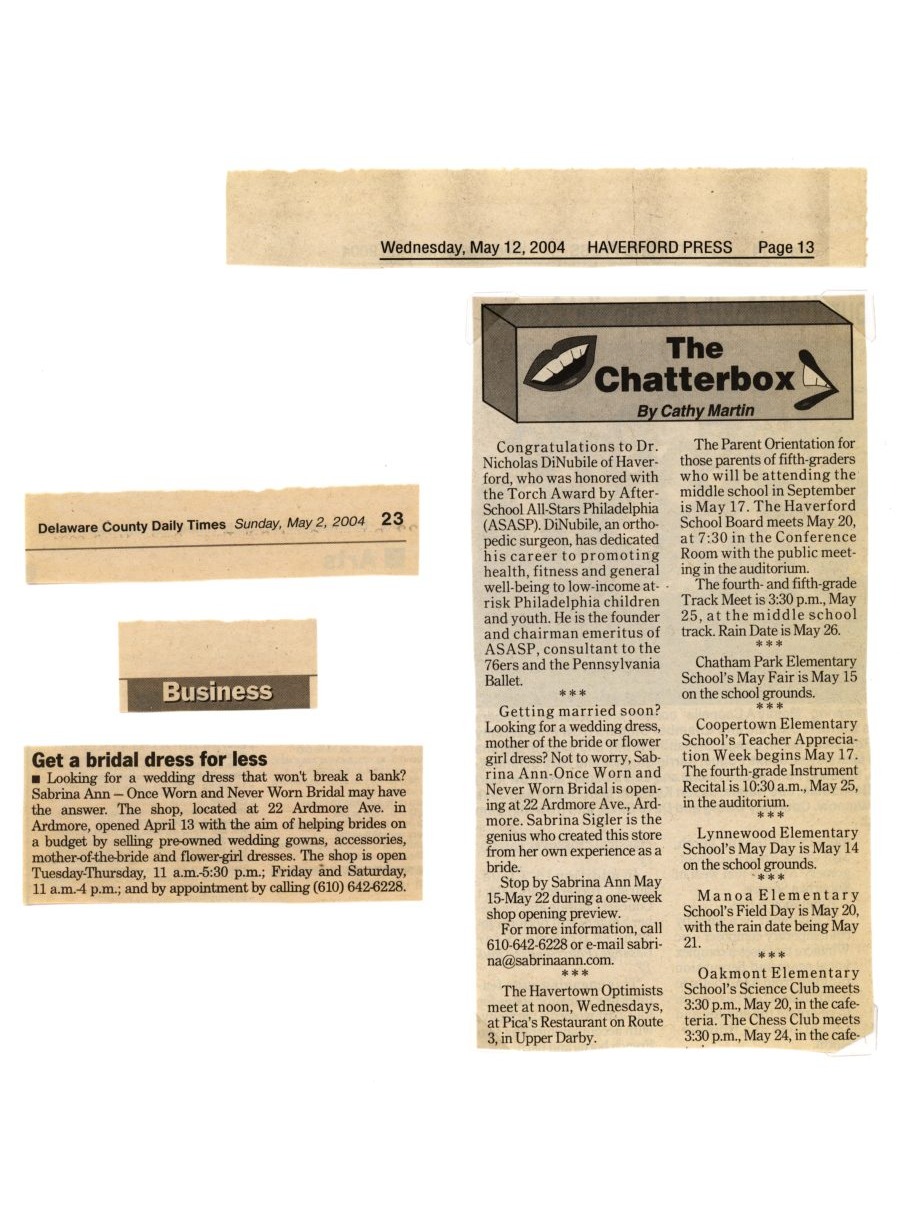 Wednesday, May 12, 2004 HAVERFORD PRESS Page 13
Delaware County Daily Times Sunday, May 2, 2004 23
Business
Get a bridal dress for less
■ Looking for a wedding dress that won't break a bank?
Sabrina Ann – Once Worn and Never Worn Bridal may have
the answer. The shop, located at 22 Ardmore Ave. in
Ardmore, opened April 13 with the aim of helping brides on
a budget by selling pre-owned wedding gowns, accessories,
mother-of-the-bride and flower-girl dresses. The shop is open
Tuesday-Thursday, 11 a.m.-5:30 p.m.; Friday and Saturday,
11 a.m.-4 p.m.; and by appointment by calling (610) 642-6228.
The
Chatterbox
By Cathy Martin
Congratulations to Dr.
Nicholas DiNubile of Haver-
ford, who was honored with
the Torch Award by After-
School All-Stars Philadelphia
(ASASP). DiNubile, an ortho-
pedic surgeon, has dedicated
his career to promoting
health, fitness and general
well-being to low-income at-
risk Philadelphia children
and youth. He is the founder
and chairman emeritus of
ASASP, consultant to the
76ers and the Pennsylvania
Ballet.
***
Getting married soon?
Looking for a wedding dress,
mother of the bride or flower
girl dress? Not to worry, Sab-
rina Ann-Once Worn and
Never Worn Bridal is open-
ing at 22 Ardmore Ave., Ard-
more. Sabrina Sigler is the
genius who created this store
from her own experience as a
bride.
Stop by Sabrina Ann May
15-May 22 during a one-week
shop opening preview.
For more information, call
610-642-6228 or e-mail sabri-
na@sabrinaann.com.
***
The Havertown Optimists
meet at noon, Wednesdays,
at Pica's Restaurant on Route
3, in Upper Darby.
The Parent Orientation for
those parents of fifth-graders
who will be attending the
middle school in September
is May 17. The Haverford
School Board meets May 20,
at 7:30 in the Conference
Room with the public meet-
ing in the auditorium.
The fourth- and fifth-grade
Track Meet is 3:30 p.m., May
25, at the middle school
track. Rain Date is May 26.
***
Chatham Park Elementary
School's May Fair is May 15
on the school grounds.
***
Coopertown Elementary
School's Teacher Apprecia-
tion Week begins May 17.
The fourth-grade Instrument
Recital is 10:30 a.m., May 25,
in the auditorium.
***
Lynnewood Elementary
School's May Day is May 14
on the school grounds.
***
Manoa Elementary
School's Field Day is May 20,
with the rain date being May
21.
***
Oakmont Elementary
School's Science Club meets
3:30 p.m., May 20, in the cafe-
teria. The Chess Club meets
3:30 p.m., May 24, in the cafe-